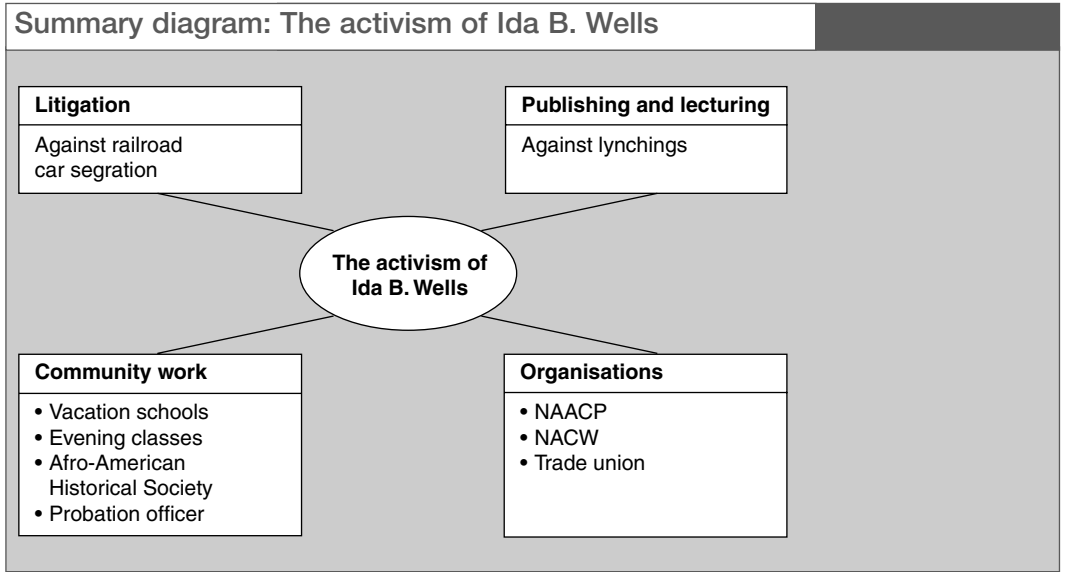 Summary diagram: The activism of Ida B. Wells
Litigation
Against railroad
car segration
Publishing and lecturing
Against lynchings
The activism of
Ida B. Wells
Community work
• Vacation schools
• Evening classes
• Afro-American
Historical Society
• Probation officer
Organisations
• NAACP
• NACW
• Trade union